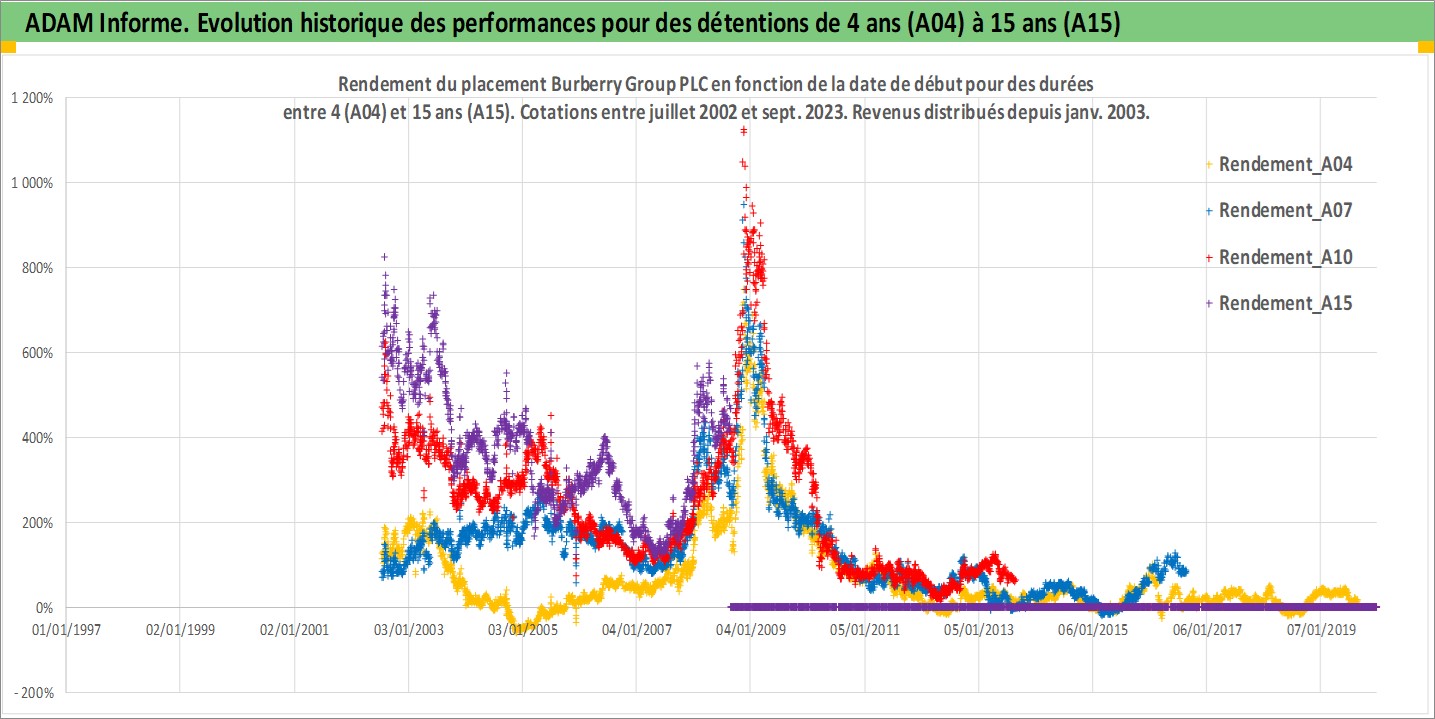 ADAM Informe. Evolution historique des performances pour des détentions de 4 ans (A04) à 15 ans (A15)
Rendement du placement Burberry Group PLC en fonction de la date de début pour des durées
entre 4 (A04) et 15 ans (A15). Cotations entre juillet 2002 et sept. 2023. Revenus distribués depuis janv. 2003.
1 200%
1 000%
800%
600%
400%
200%
0%
-200%
Rendement_A04
Rendement_A07
Rendement_A10
Rendement_A15
01/01/1997
02/01/1999
02/01/2001
03/01/2003
03/01/2005
04/01/2007
04/01/2009
05/01/2011
05/01/2013
06/01/2015
06/01/2017
07/01/2019